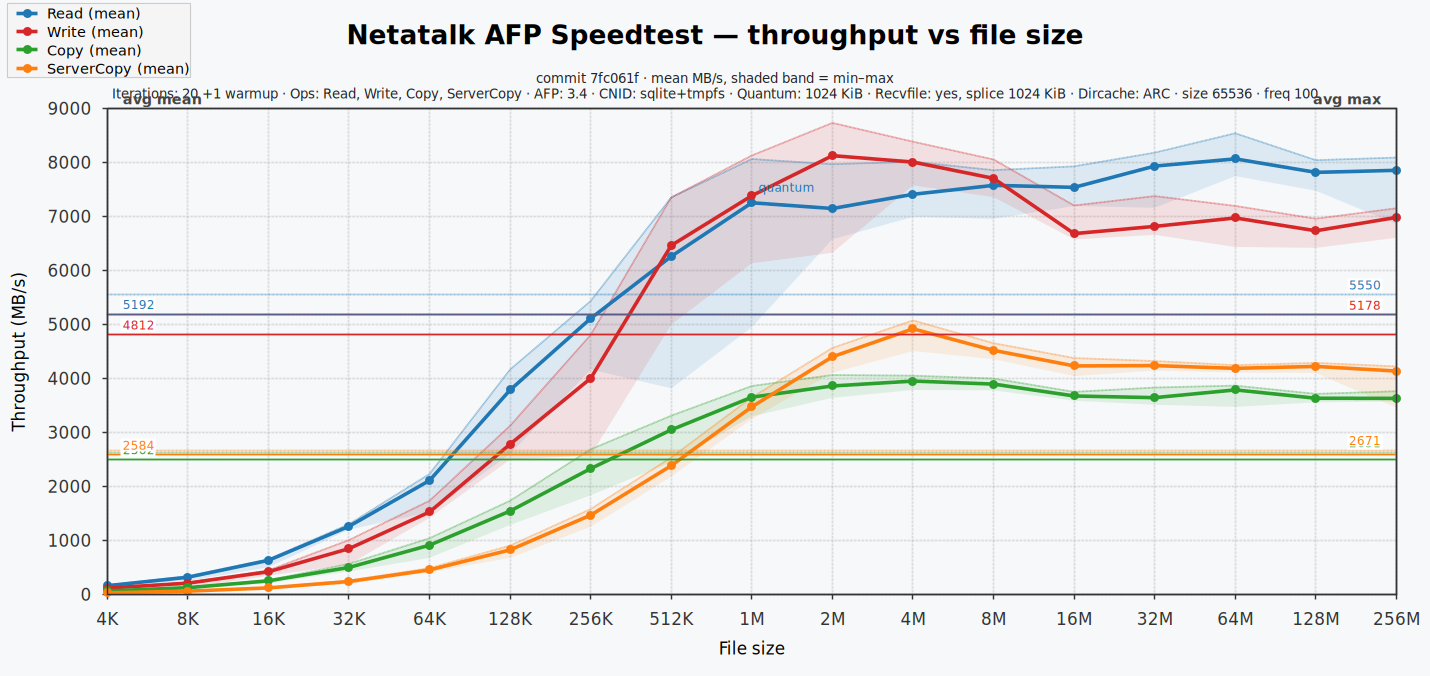 Read (mean)
Write (mean)
Copy (mean)
ServerCopy (mean)
Netatalk AFP Speedtest — throughput vs file size
commit 7fc061f · mean MB/s, shaded band = min–max
Iterations: 20 +1 warmup · Ops: Read, Write, Copy, ServerCopy · AFP: 3.4 · CNID: sqlite+tmpfs · Quantum: 1024 KiB · Recvfile: yes, splice 1024 KiB · Dircache: ARC · size 65536 · freq 100
avg mean
avg max
9000
8000
7000
6000
5000
4000
3000
2000
1000
0
Throughput (MB/s)
quantum
5192
4812
2584
5550
5178
2671
4K 8K 16K 32K 64K 128K 256K 512K 1M 2M 4M 8M 16M 32M 64M 128M 256M
File size